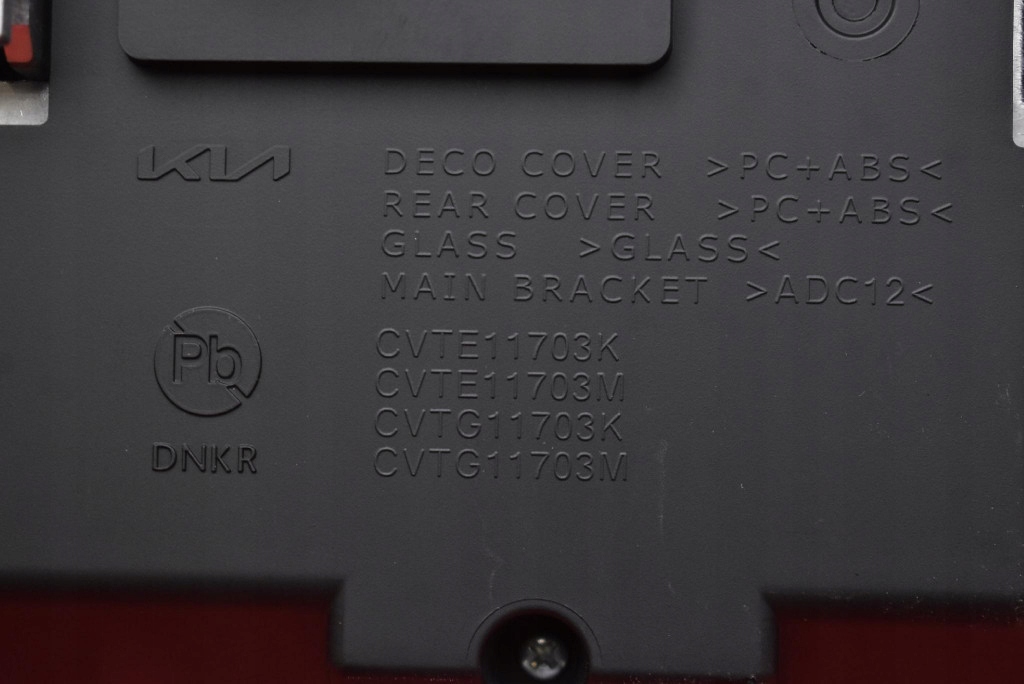 KIA
DECO COVER >PC+ABS<
REAR COVER >PC+ABS<
GLASS >GLASS<
MAIN BRACKET >ADC12<
Pb
DNKR
CVTE11703K
CVTE11703M
CVTG11703K
CVTG11703M